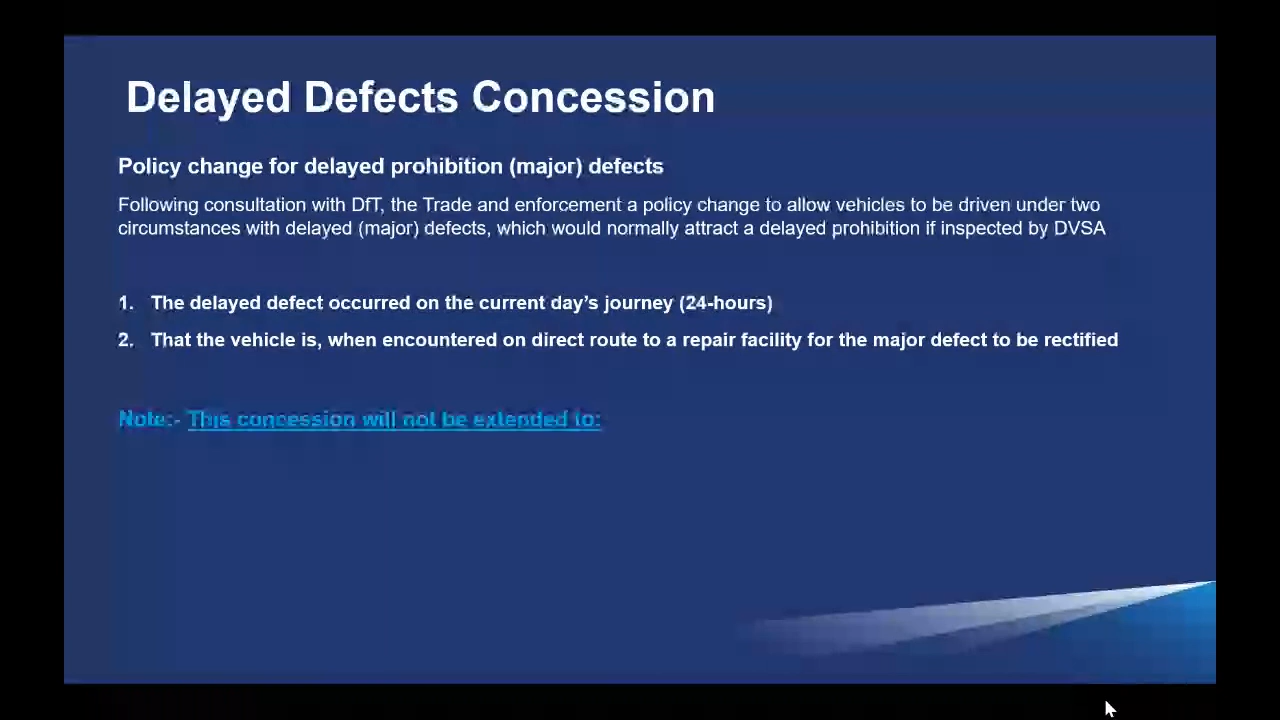 Delayed Defects Concession
Policy change for delayed prohibition (major) defects
Following consultation with DfT, the Trade and enforcement a policy change to allow vehicles to be driven under two
circumstances with delayed (major) defects, which would normally attract a delayed prohibition if inspected by DVSA
1. The delayed defect occurred on the current day’s journey (24-hours)
2. That the vehicle is, when encountered on direct route to a repair facility for the major defect to be rectified
Note:- This concession will not be extended to: